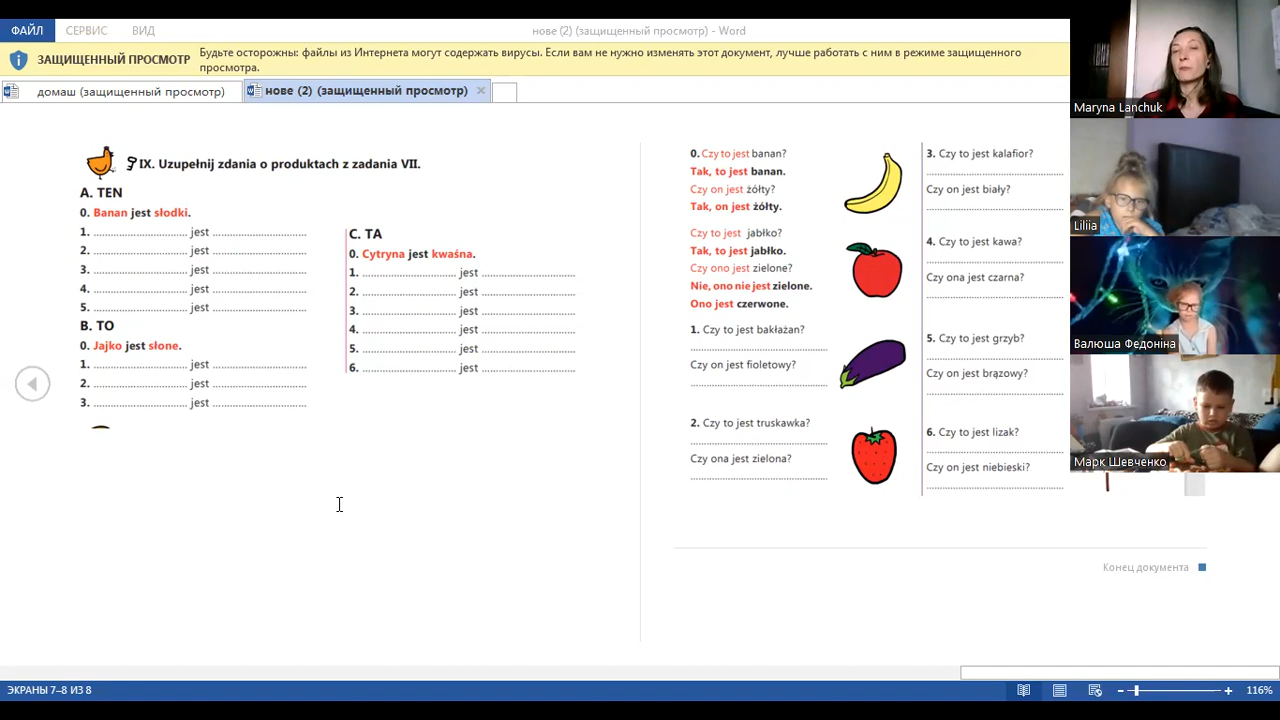 ФАЙЛ СЕРВИС ВИД
нове (2) (защищенный просмотр) - Word
ЗАЩИЩЕННЫЙ ПРОСМОТР Будьте осторожны: файлы из Интернета могут содержать вирусы. Если вам не нужно изменять этот документ, лучше работать с ним в режиме защищенного
просмотра.
домаш (защищенный просмотр) нове (2) (защищенный просмотр)
IX. Uzupełnij zdania o produktach z zadania VII.
A. TEN
0. Banan jest słodki.
1. .......................... jest ..........................
2. .......................... jest ..........................
3. .......................... jest ..........................
4. .......................... jest ..........................
5. .......................... jest ..........................
B. TO
0. Jajko jest słone.
1. .......................... jest ..........................
2. .......................... jest ..........................
3. .......................... jest ..........................
C. TA
0. Cytryna jest kwaśna.
1. .......................... jest ..........................
2. .......................... jest ..........................
3. .......................... jest ..........................
4. .......................... jest ..........................
5. .......................... jest ..........................
6. .......................... jest ..........................
0. Czy to jest banan?
Tak, to jest banan.
Czy on jest żółty?
Tak, on jest żółty.
Czy to jest jabłko?
Tak, to jest jabłko.
Czy ono jest zielone?
Nie, ono nie jest zielone.
Ono jest czerwone.
1. Czy to jest bakłażan?
Czy on jest fioletowy?
2. Czy to jest truskawka?
Czy ona jest zielona?
3. Czy to jest kalafior?
Czy on jest biały?
4. Czy to jest kawa?
Czy ona jest czarna?
5. Czy to jest grzyb?
Czy on jest brązowy?
6. Czy to jest lizak?
Czy on jest niebieski?
Конец документа
Maryna Lanchuk
Liliia
Валюша Федоніна
Марк Шевченко
ЭКРАНЫ 7–8 ИЗ 8
116%